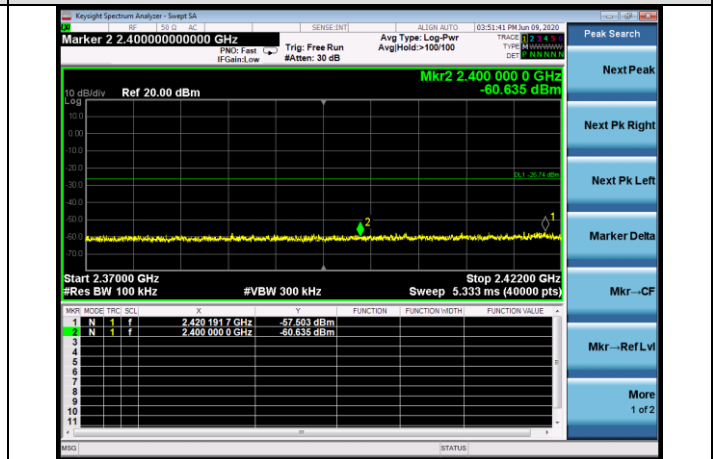 Keysight Spectrum Analyzer - Swept SA
RF 50 Ω AC SENSE:INT ALIGN AUTO 03:51:41 PM Jun 09, 2020
Marker 2 2.400000000000 GHz
PNO: Fast
IFGain:Low
Trig: Free Run
#Atten: 30 dB
Avg Type: Log-Pwr
Avg|Hold:>100/100
TRACE 1 2 3 4 5 6
TYPE M W W W W W
DET P N N N N N
Peak Search
Mkr2 2.400 000 0 GHz
-60.635 dBm
10 dB/div Ref 20.00 dBm
Log
10.0
0.00
-10.0
-20.0
DL1 -26.74 dBm
-30.0
-40.0
-50.0
-60.0
-70.0
2
1
Start 2.37000 GHz Stop 2.42200 GHz
#Res BW 100 kHz #VBW 300 kHz Sweep 5.333 ms (40000 pts)
MKR MODE TRC SCL X Y FUNCTION FUNCTION WIDTH FUNCTION VALUE
1 N 1 f 2.420 191 7 GHz -57.503 dBm
2 N 1 f 2.400 000 0 GHz -60.635 dBm
3
4
5
6
7
8
9
10
11
MSG STATUS
Next Peak
Next Pk Right
Next Pk Left
Marker Delta
Mkr→CF
Mkr→Ref Lvl
More
1 of 2